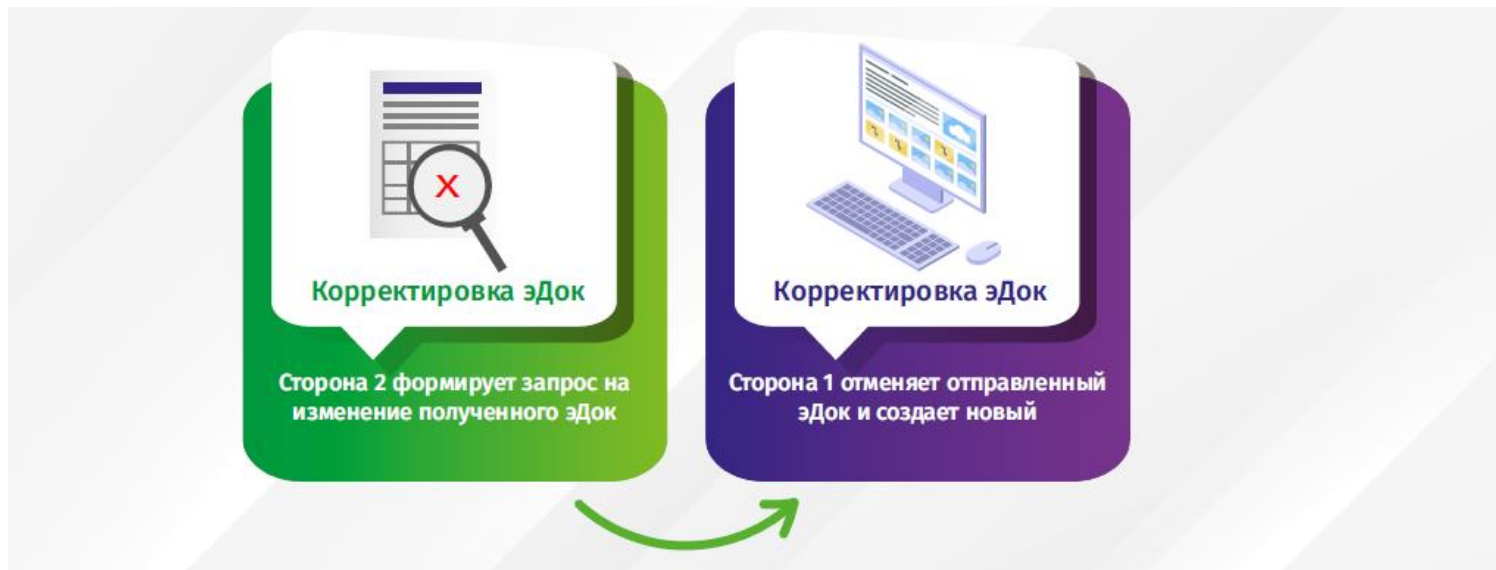 X
Корректировка эДок
Сторона 2 формирует запрос на
изменение полученного эДок
Корректировка эДок
Сторона 1 отменяет отправленный
эДок и создает новый